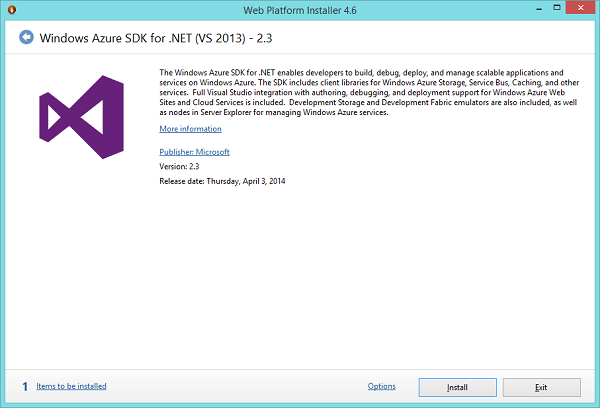 Web Platform Installer 4.6
Windows Azure SDK for .NET (VS 2013) - 2.3
The Windows Azure SDK for .NET enables developers to build, debug, deploy, and manage scalable applications and
services on Windows Azure. The SDK includes client libraries for Windows Azure Storage, Service Bus, Caching, and other
services.  Full Visual Studio integration with authoring, debugging, and deployment support for Windows Azure Web
Sites and Cloud Services is included.  Development Storage and Development Fabric emulators are also included, as well
as nodes in Server Explorer for managing Windows Azure services.
More information
Publisher: Microsoft
Version: 2.3
Release date: Thursday, April 3, 2014
1 Items to be installed
Options
Install
Exit